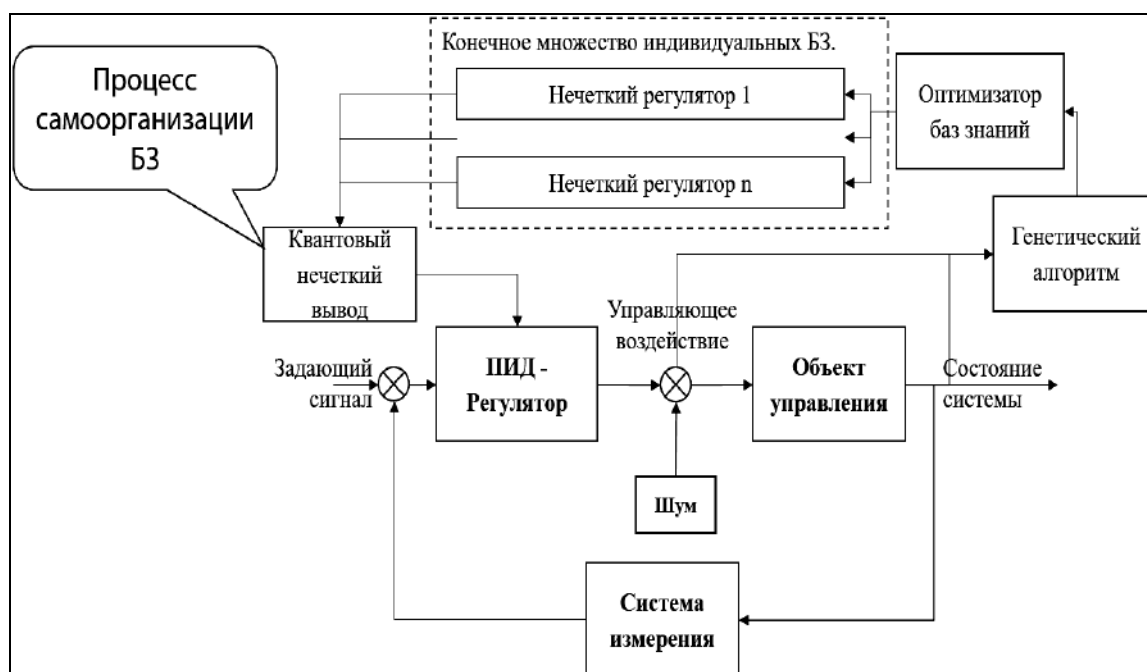 Процесс
самоорганизации
БЗ
Конечное множество индивидуальных БЗ.
Нечеткий регулятор 1
Нечеткий регулятор n
Оптимизатор
баз знаний
Генетический
алгоритм
Квантовый
нечеткий
вывод
Управляющее
воздействие
Задающий
сигнал
ПИД -
Регулятор
Объект
управления
Состояние
системы
Шум
Система
измерения